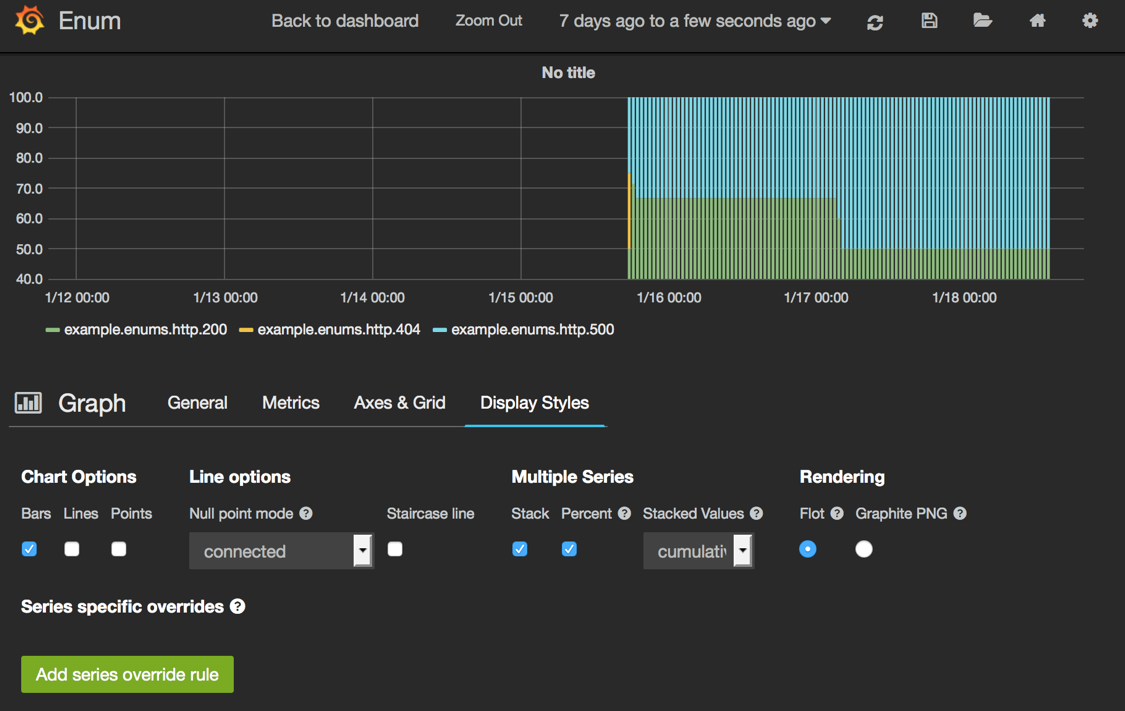 Enum Back to dashboard Zoom Out 7 days ago to a few seconds ago
No title
100.0
90.0
80.0
70.0
60.0
50.0
40.0
1/12 00:00 1/13 00:00 1/14 00:00 1/15 00:00 1/16 00:00 1/17 00:00 1/18 00:00
example.enums.http.200 example.enums.http.404 example.enums.http.500
Graph General Metrics Axes & Grid Display Styles
Chart Options Line options Multiple Series Rendering
Bars Lines Points Null point mode ? Staircase line Stack Percent ? Stacked Values ? Flot ? Graphite PNG ?
connected cumulativ
Series specific overrides ?
Add series override rule